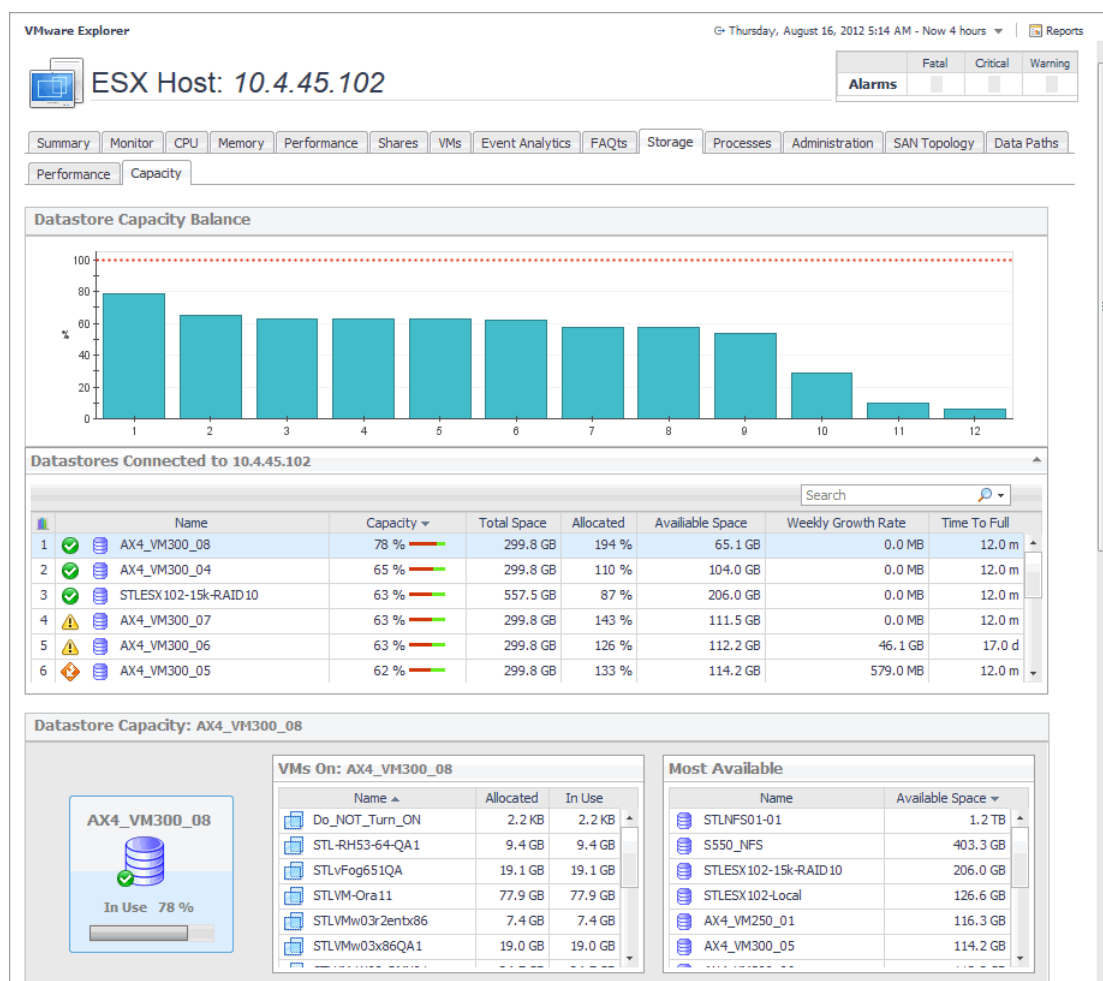 VMware Explorer
Thursday, August 16, 2012 5:14 AM - Now 4 hours
Reports
ESX Host: 10.4.45.102
Fatal Critical Warning
Alarms
Summary Monitor CPU Memory Performance Shares VMs Event Analytics FAQts Storage Processes Administration SAN Topology Data Paths
Performance Capacity
Datastore Capacity Balance
100
80
60
40
20
0
%
1 2 3 4 5 6 7 8 9 10 11 12
Datastores Connected to 10.4.45.102
Search
Name Capacity Total Space Allocated Availiable Space Weekly Growth Rate Time To Full
1 AX4_VM300_08 78 % 299.8 GB 194 % 65.1 GB 0.0 MB 12.0 m
2 AX4_VM300_04 65 % 299.8 GB 110 % 104.0 GB 0.0 MB 12.0 m
3 STLESX102-15k-RAID10 63 % 557.5 GB 87 % 206.0 GB 0.0 MB 12.0 m
4 AX4_VM300_07 63 % 299.8 GB 143 % 111.5 GB 0.0 MB 12.0 m
5 AX4_VM300_06 63 % 299.8 GB 126 % 112.2 GB 46.1 GB 17.0 d
6 AX4_VM300_05 62 % 299.8 GB 133 % 114.2 GB 579.0 MB 12.0 m
Datastore Capacity: AX4_VM300_08
AX4_VM300_08
In Use 78 %
VMs On: AX4_VM300_08
Name Allocated In Use
Do_NOT_Turn_ON 2.2 KB 2.2 KB
STL-RH53-64-QA1 9.4 GB 9.4 GB
STLvFog651QA 19.1 GB 19.1 GB
STLVM-Ora11 77.9 GB 77.9 GB
STLVMw03r2entx86 7.4 GB 7.4 GB
STLVMw03x86QA1 19.0 GB 19.0 GB
Most Available
Name Available Space
STLNFS01-01 1.2 TB
S550_NFS 403.3 GB
STLESX102-15k-RAID10 206.0 GB
STLESX102-Local 126.6 GB
AX4_VM250_01 116.3 GB
AX4_VM300_05 114.2 GB